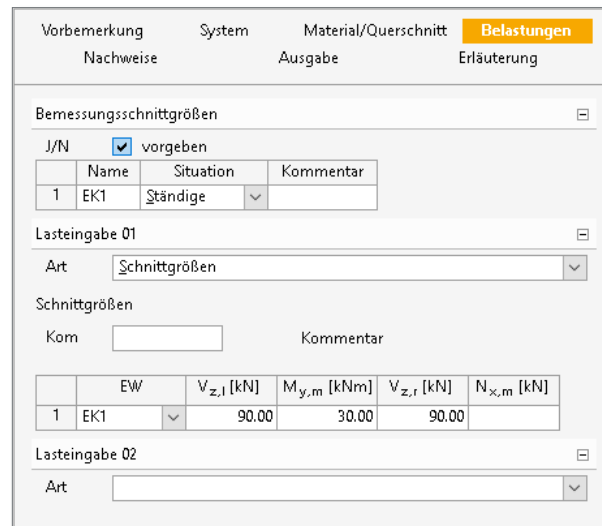 Vorbemerkung System Material/Querschnitt Belastungen
Nachweise Ausgabe Erläuterung
Bemessungsschnittgrößen
J/N vorgeben
Name Situation Kommentar
1 EK1 Ständige
Lasteingabe 01
Art Schnittgrößen
Schnittgrößen
Kom Kommentar
EW Vz,l [kN] My,m [kNm] Vz,r [kN] Nx,m [kN]
1 EK1 90.00 30.00 90.00
Lasteingabe 02
Art